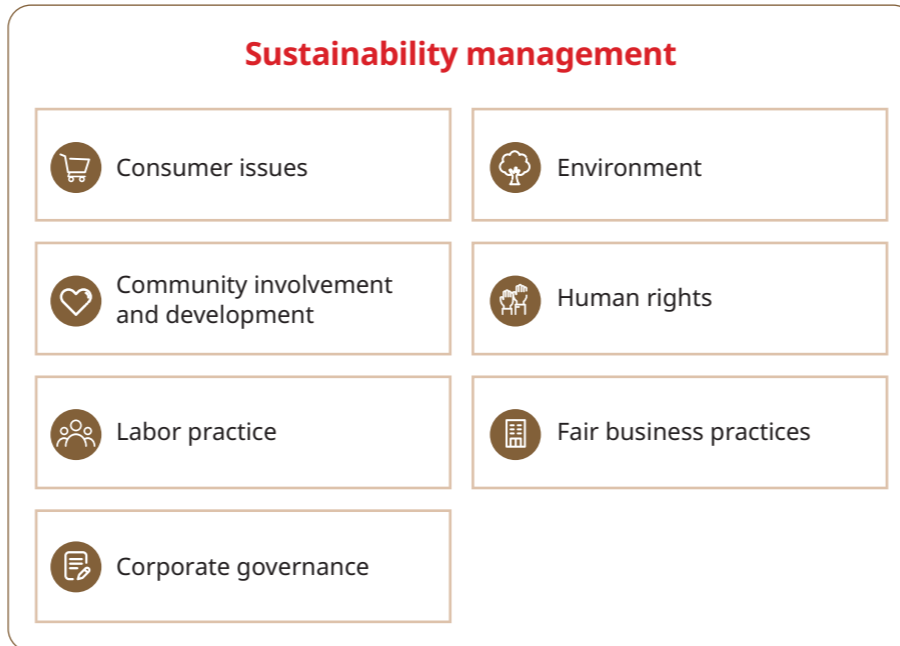 Sustainability management
Consumer issues
Environment
Community involvement
and development
Human rights
Labor practice
Fair business practices
Corporate governance